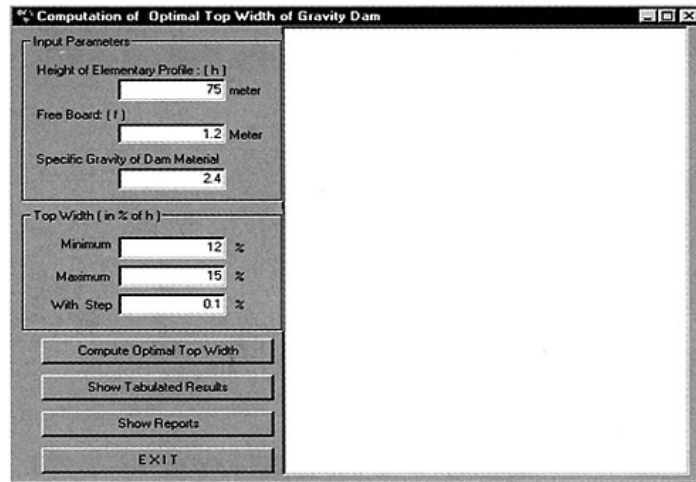 Computation of Optimal Top Width of Gravity Dam
Input Parameters
Height of Elementary Profile : ( h )
75 meter
Free Board: ( f )
1.2 Meter
Specific Gravity of Dam Material
2.4
Top Width ( in % of h )
Minimum 12 %
Maximum 15 %
With Step 0.1 %
Compute Optimal Top Width
Show Tabulated Results
Show Reports
E X I T